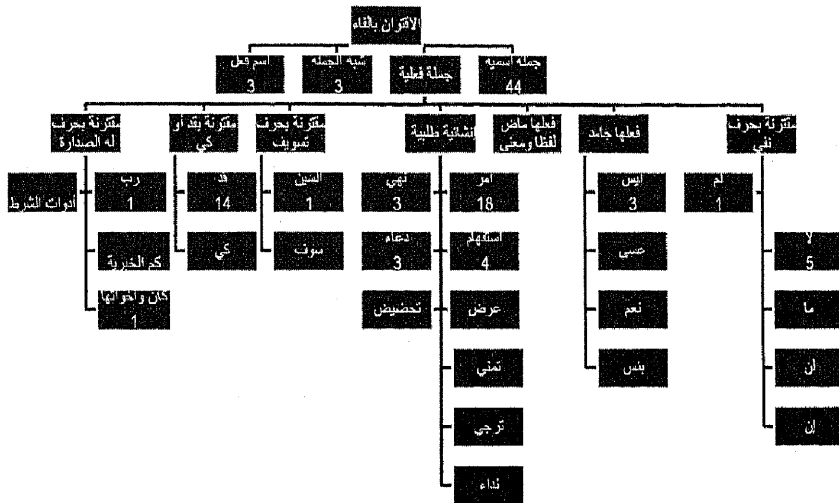 الاقتران بالفاء
جملة اسمية
44
جملة فعلية
شبه الجملة
3
اسم فعل
3
مقترنة بحرف
نفي
فعلها جامد
فعلها ماض
لفظا ومعنى
إنشائية طلبية
مقترنة بحرف
تسويف
مقترنة بقد او
كي
مقترنة بحرف
له الصدارة
لم
1
لا
5
ما
لن
إن
ليس
3
عسى
نعم
بئس
أمر
18
نهي
3
استفهام
4
دعاء
3
عرض
تحضيض
تمني
ترجي
نداء
السين
1
سوف
قد
14
كي
رب
1
أدوات الشرط
كم الخبرية
كان وأخواتها
1